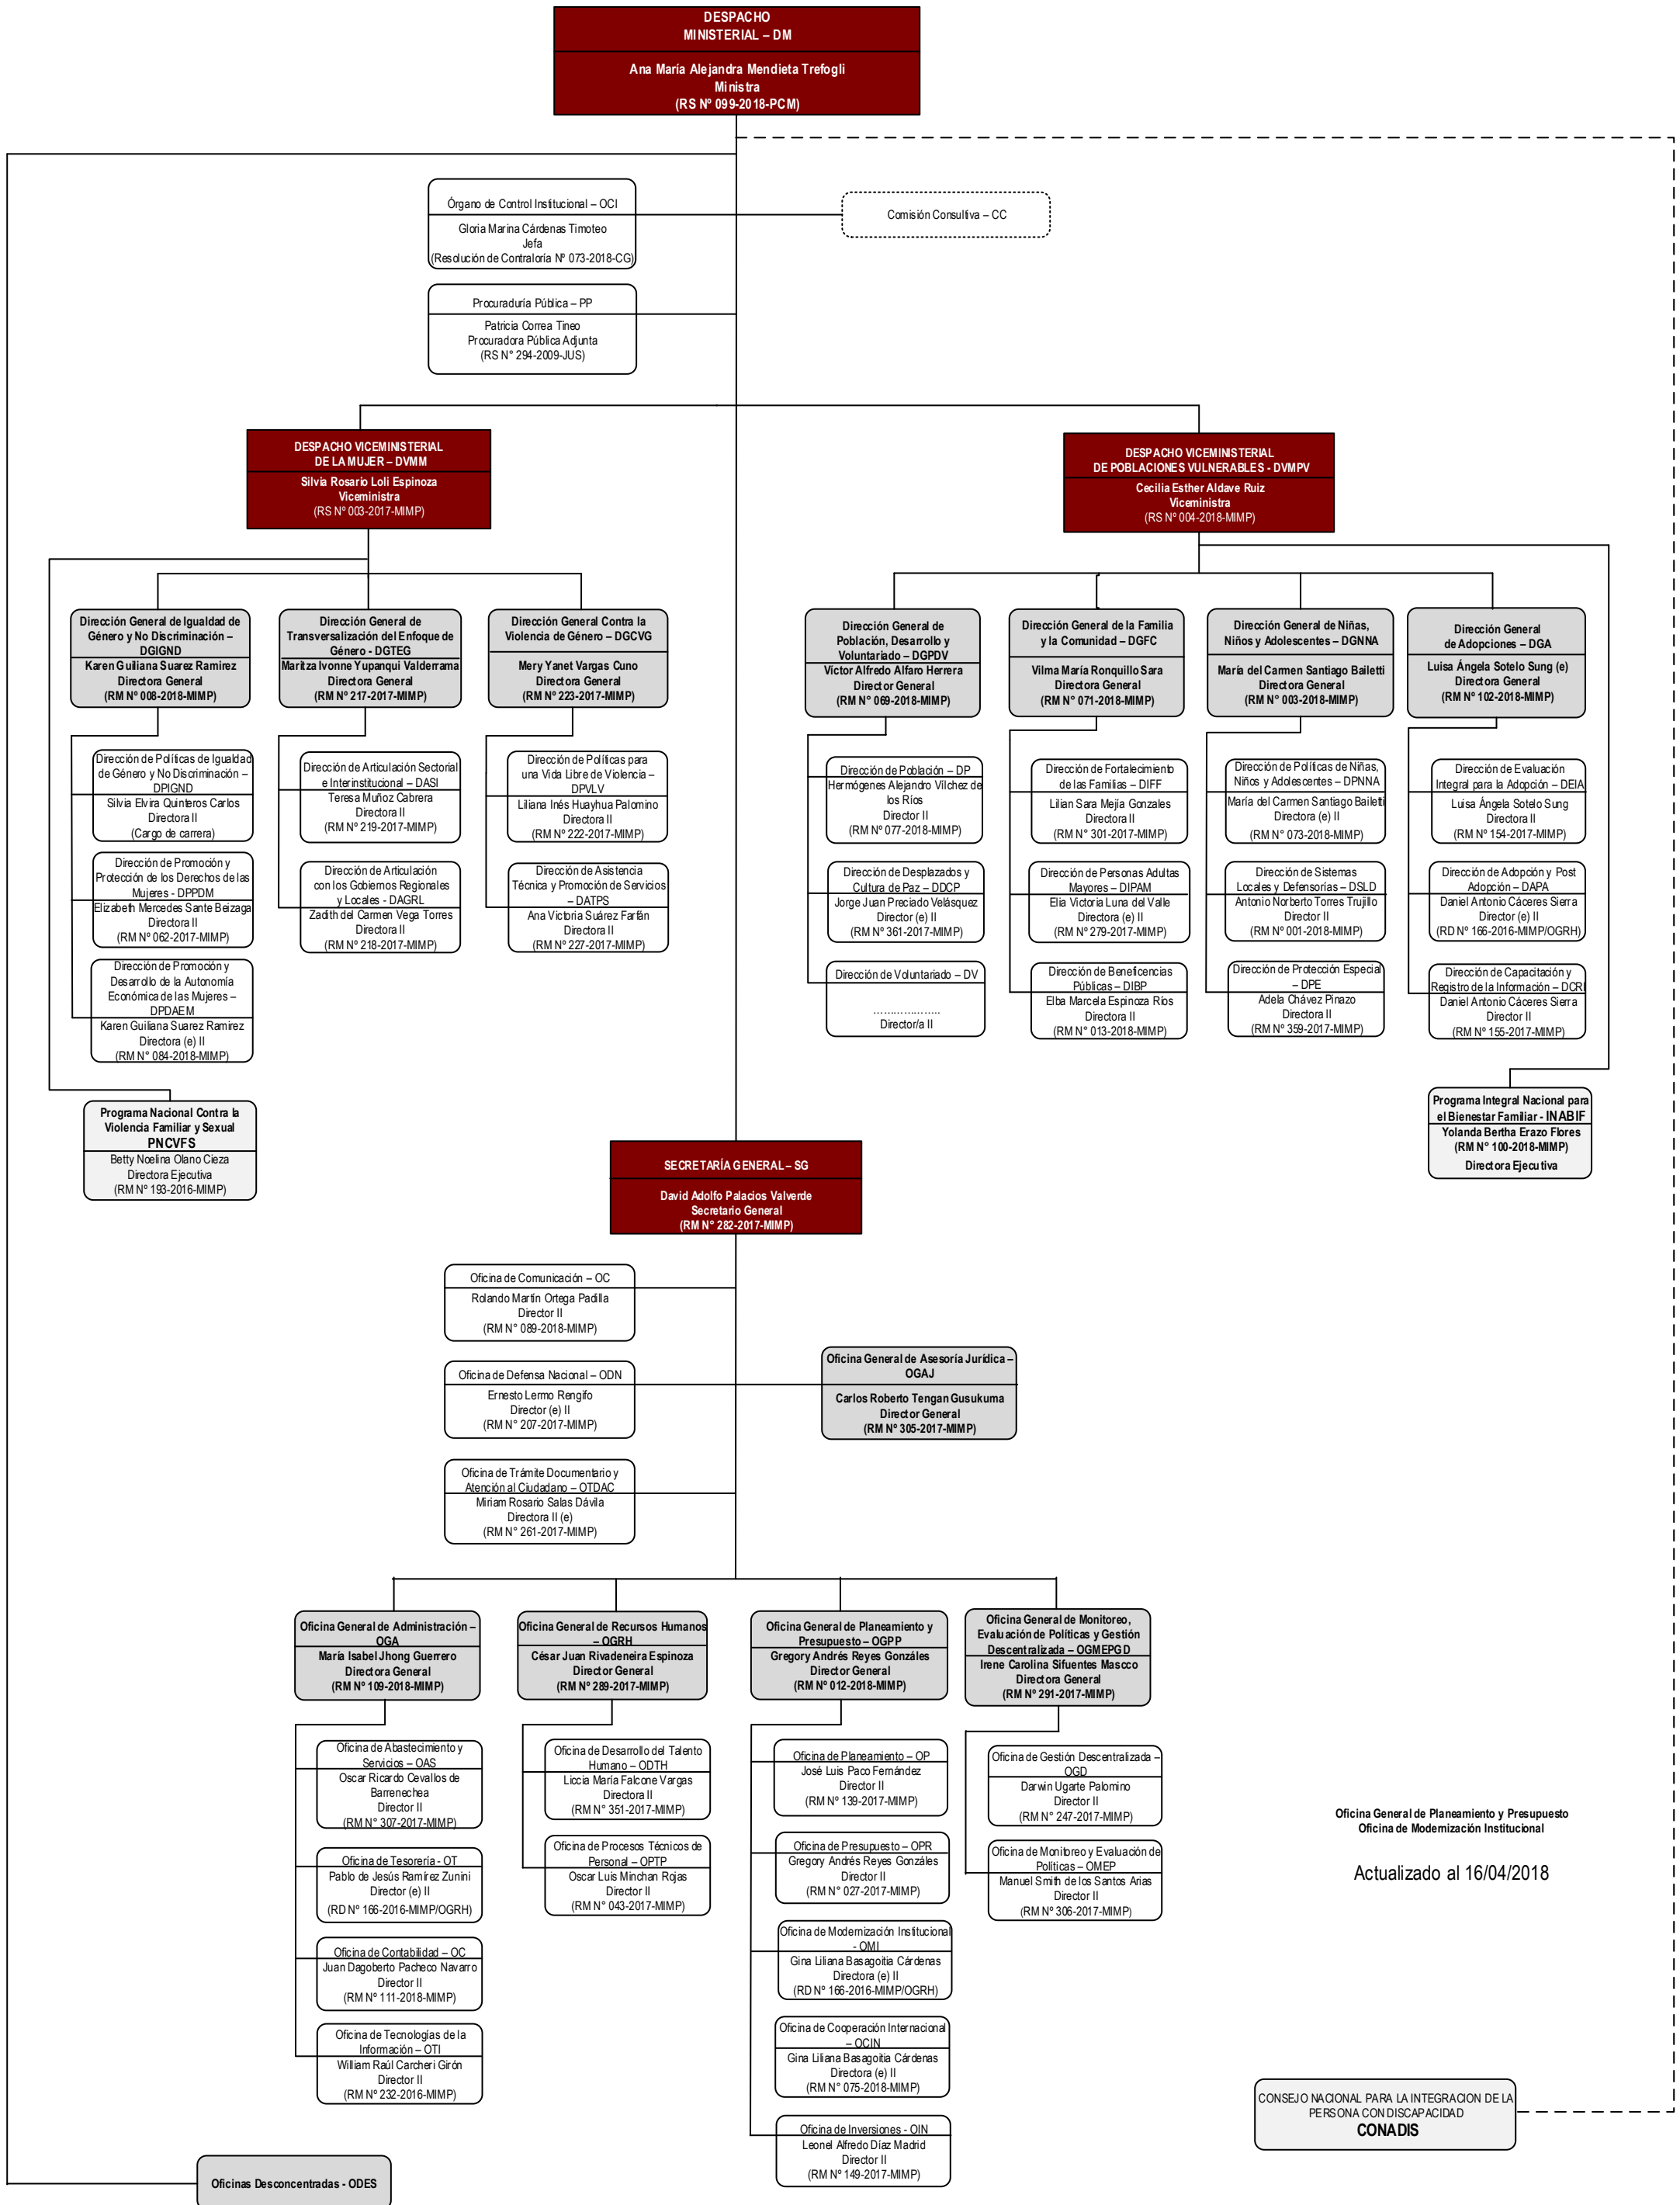 DESPACHO
MINISTERIAL – DM
Ana María Alejandra Mendieta Trefogli
Ministra
(RS Nº 099-2018-PCM)
Órgano de Control Institucional – OCI
Gloria Marina Cárdenas Timoteo
Jefa
(Resolución de Contraloría Nº 073-2018-CG)
Comisión Consultiva – CC
Procuraduría Pública – PP
Patricia Correa Tineo
Procuradora Pública Adjunta
(RS N° 294-2009-JUS)
DESPACHO VICEMINISTERIAL
DE LA MUJER – DVMM
Silvia Rosario Loli Espinoza
Viceministra
(RS Nº 003-2017-MIMP)
DESPACHO VICEMINISTERIAL
DE POBLACIONES VULNERABLES - DVMPV
Cecilia Esther Aldave Ruiz
Viceministra
(RS Nº 004-2018-MIMP)
Dirección General de Igualdad de
Género y No Discriminación –
DGIGND
Karen Guiliana Suarez Ramirez
Directora General
(RM Nº 008-2018-MIMP)
Dirección General de
Transversalización del Enfoque de
Género - DGTEG
Maritza Ivonne Yupanqui Valderrama
Directora General
(RM Nº 217-2017-MIMP)
Dirección General Contra la
Violencia de Género – DGCVG
Mery Yanet Vargas Cuno
Directora General
(RM Nº 223-2017-MIMP)
Dirección General de
Población, Desarrollo y
Voluntariado – DGPDV
Víctor Alfredo Alfaro Herrera
Director General
(RM Nº 069-2018-MIMP)
Dirección General de la Familia
y la Comunidad – DGFC
Vilma María Ronquillo Sara
Directora General
(RM Nº 071-2018-MIMP)
Dirección General de Niñas,
Niños y Adolescentes – DGNNA
María del Carmen Santiago Bailetti
Directora General
(RM Nº 003-2018-MIMP)
Dirección General
de Adopciones – DGA
Luisa Ángela Sotelo Sung (e)
Directora General
(RM Nº 102-2018-MIMP)
Dirección de Políticas de Igualdad
de Género y No Discriminación –
DPIGND
Silvia Elvira Quinteros Carlos
Directora II
(Cargo de carrera)
Dirección de Promoción y
Protección de los Derechos de las
Mujeres - DPPDM
Elizabeth Mercedes Sante Beizaga
Directora II
(RM N° 062-2017-MIMP)
Dirección de Promoción y
Desarrollo de la Autonomía
Económica de las Mujeres –
DPDAEM
Karen Guiliana Suarez Ramirez
Directora (e) II
(RM N° 084-2018-MIMP)
Dirección de Articulación Sectorial
e Interinstitucional – DASI
Teresa Muñoz Cabrera
Directora II
(RM Nº 219-2017-MIMP)
Dirección de Articulación
con los Gobiernos Regionales
y Locales - DAGRL
Zadith del Carmen Vega Torres
Directora II
(RM N° 218-2017-MIMP)
Dirección de Políticas para
una Vida Libre de Violencia –
DPVLV
Liliana Inés Huayhua Palomino
Directora II
(RM N° 222-2017-MIMP)
Dirección de Asistencia
Técnica y Promoción de Servicios
– DATPS
Ana Victoria Suárez Farfán
Directora II
(RM N° 227-2017-MIMP)
Dirección de Población – DP
Hermógenes Alejandro Vílchez de
los Ríos
Director II
(RM Nº 077-2018-MIMP)
Dirección de Desplazados y
Cultura de Paz – DDCP
Jorge Juan Preciado Velásquez
Director (e) II
(RM Nº 361-2017-MIMP)
Dirección de Voluntariado – DV
………………..
Director/a II
Dirección de Fortalecimiento
de las Familias – DIFF
Lilian Sara Mejía Gonzales
Directora II
(RM N° 301-2017-MIMP)
Dirección de Personas Adultas
Mayores – DIPAM
Elia Victoria Luna del Valle
Directora (e) II
(RM N° 279-2017-MIMP)
Dirección de Beneficencias
Públicas – DIBP
Elba Marcela Espinoza Ríos
Directora II
(RM N° 013-2018-MIMP)
Dirección de Políticas de Niñas,
Niños y Adolescentes – DPNNA
María del Carmen Santiago Bailetti
Directora (e) II
(RM Nº 073-2018-MIMP)
Dirección de Sistemas
Locales y Defensorías – DSLD
Antonio Norberto Torres Trujillo
Director II
(RM Nº 001-2018-MIMP)
Dirección de Protección Especial
– DPE
Adela Chávez Pinazo
Directora II
(RM Nº 359-2017-MIMP)
Dirección de Evaluación
Integral para la Adopción – DEIA
Luisa Ángela Sotelo Sung
Directora II
(RM Nº 154-2017-MIMP)
Dirección de Adopción y Post
Adopción – DAPA
Daniel Antonio Cáceres Sierra
Director (e) II
(RD Nº 166-2016-MIMP/OGRH)
Dirección de Capacitación y
Registro de la Información – DCRI
Daniel Antonio Cáceres Sierra
Director II
(RM Nº 155-2017-MIMP)
Programa Nacional Contra la
Violencia Familiar y Sexual
PNCVFS
Betty Noelina Olano Cieza
Directora Ejecutiva
(RM Nº 193-2016-MIMP)
Programa Integral Nacional para
el Bienestar Familiar - INABIF
Yolanda Bertha Erazo Flores
(RM Nº 100-2018-MIMP)
Directora Ejecutiva
SECRETARÍA GENERAL – SG
David Adolfo Palacios Valverde
Secretario General
(RM N° 282-2017-MIMP)
Oficina de Comunicación – OC
Rolando Martín Ortega Padilla
Director II
(RM N° 089-2018-MIMP)
Oficina de Defensa Nacional – ODN
Ernesto Lermo Rengifo
Director (e) II
(RM N° 207-2017-MIMP)
Oficina General de Asesoría Jurídica –
OGAJ
Carlos Roberto Tengan Gusukuma
Director General
(RM Nº 305-2017-MIMP)
Oficina de Trámite Documentario y
Atención al Ciudadano – OTDAC
Miriam Rosario Salas Dávila
Directora II (e)
(RM N° 261-2017-MIMP)
Oficina General de Administración –
OGA
María Isabel Jhong Guerrero
Directora General
(RM Nº 109-2018-MIMP)
Oficina General de Recursos Humanos
– OGRH
César Juan Rivadeneira Espinoza
Director General
(RM Nº 289-2017-MIMP)
Oficina General de Planeamiento y
Presupuesto – OGPP
Gregory Andrés Reyes Gonzáles
Director General
(RM Nº 012-2018-MIMP)
Oficina General de Monitoreo,
Evaluación de Políticas y Gestión
Descentralizada – OGMEPGD
Irene Carolina Sifuentes Mascco
Directora General
(RM Nº 291-2017-MIMP)
Oficina de Abastecimiento y
Servicios – OAS
Oscar Ricardo Cevallos de
Barrenechea
Director II
(RM N° 307-2017-MIMP)
Oficina de Tesorería - OT
Pablo de Jesús Ramírez Zunini
Director (e) II
(RD Nº 166-2016-MIMP/OGRH)
Oficina de Contabilidad – OC
Juan Dagoberto Pacheco Navarro
Director II
(RM Nº 111-2018-MIMP)
Oficina de Tecnologías de la
Información – OTI
William Raúl Carcheri Girón
Director II
(RM Nº 232-2016-MIMP)
Oficina de Desarrollo del Talento
Humano – ODTH
Liccia María Falcone Vargas
Directora II
(RM N° 351-2017-MIMP)
Oficina de Procesos Técnicos de
Personal – OPTP
Oscar Luis Minchan Rojas
Director II
(RM N° 043-2017-MIMP)
Oficina de Planeamiento – OP
José Luis Paco Fernández
Director II
(RM N° 139-2017-MIMP)
Oficina de Presupuesto – OPR
Gregory Andrés Reyes Gonzáles
Director II
(RM N° 027-2017-MIMP)
Oficina de Modernización Institucional
- OMI
Gina Liliana Basagoitia Cárdenas
Directora (e) II
(RD Nº 166-2016-MIMP/OGRH)
Oficina de Cooperación Internacional
– OCIN
Gina Liliana Basagoitia Cárdenas
Directora (e) II
(RM N° 075-2018-MIMP)
Oficina de Inversiones - OIN
Leonel Alfredo Díaz Madrid
Director II
(RM Nº 149-2017-MIMP)
Oficina de Gestión Descentralizada –
OGD
Darwin Ugarte Palomino
Director II
(RM N° 247-2017-MIMP)
Oficina de Monitoreo y Evaluación de
Políticas – OMEP
Manuel Smith de los Santos Arias
Director II
(RM N° 306-2017-MIMP)
Oficina General de Planeamiento y Presupuesto
Oficina de Modernización Institucional
Actualizado al 16/04/2018
CONSEJO NACIONAL PARA LA INTEGRACION DE LA
PERSONA CON DISCAPACIDAD
CONADIS
Oficinas Desconcentradas - ODES